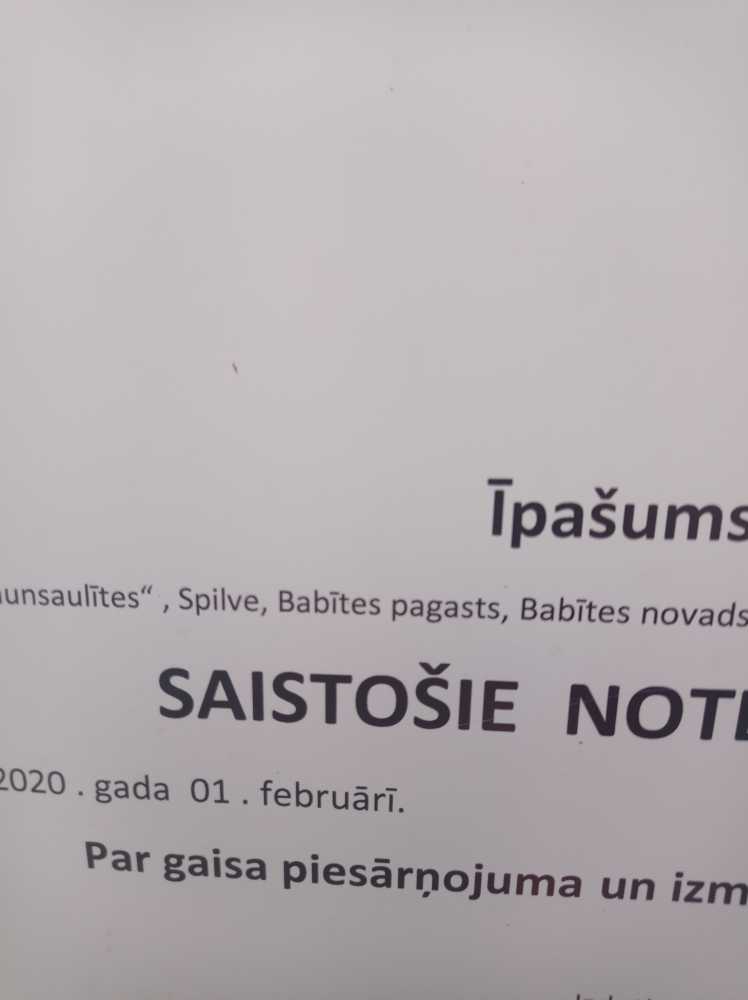 Īpašums
unsaulītes“ , Spilve, Babītes pagasts, Babītes novads
SAISTOŠIE NOT
2020 . gada 01 . februārī.
Par gaisa piesārņojuma un izm